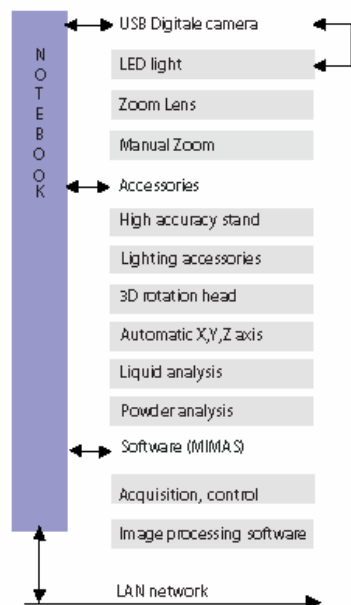 NOTEBOOK
USB Digitale camera
LED light
Zoom Lens
Manual Zoom
Accessories
High accuracy stand
Lighting accessories
3D rotation head
Automatic X,Y,Z axis
Liquid analysis
Powder analysis
Software (MIMAS)
Acquisition, control
Image processing software
LAN network